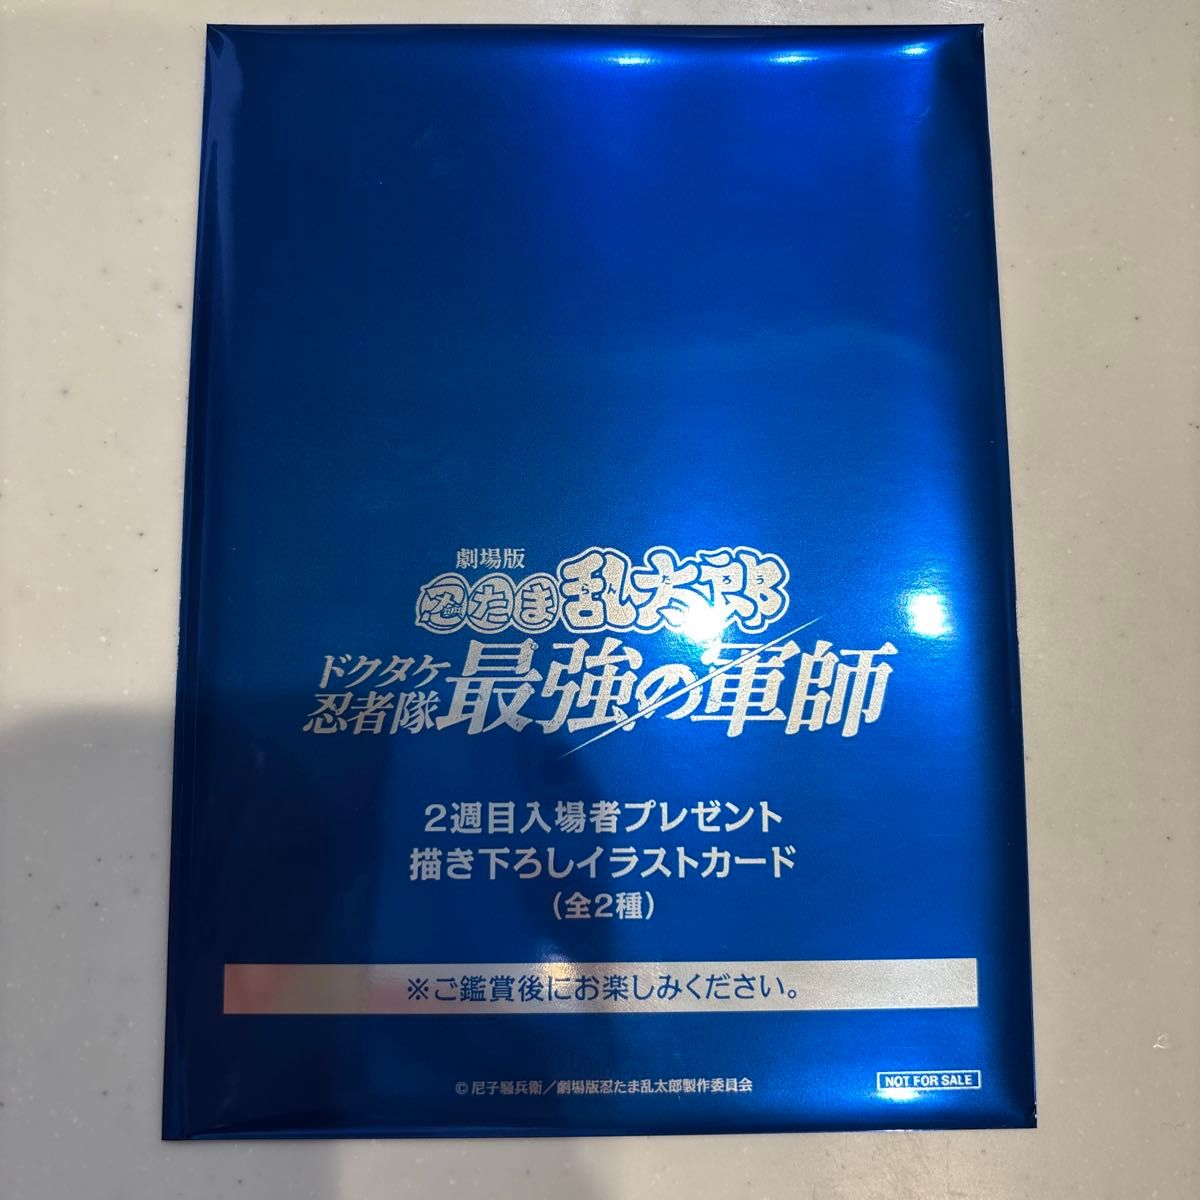 劇場版
忍たま乱太郎
らんたろう
ドクタケ
忍者隊
最強の軍師
2週目入場者プレゼント
描き下ろしイラストカード
(全2種)
※ご鑑賞後にお楽しみください。
© 尼子騒兵衛/劇場版忍たま乱太郎製作委員会
NOT FOR SALE